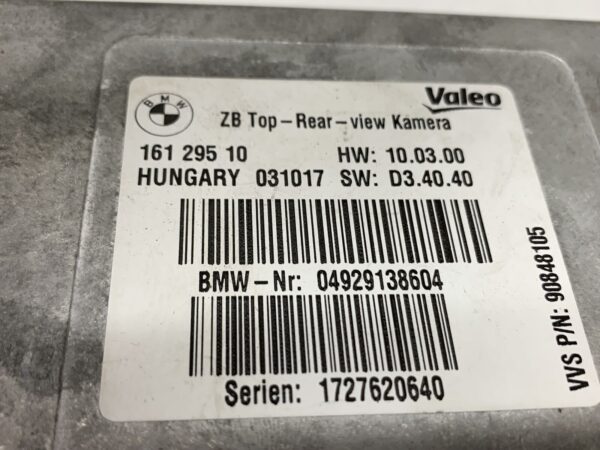 BMW
Valeo
ZB Top-Rear-view Kamera
161 295 10 HW: 10.03.00
HUNGARY 031017 SW: D3.40.40
BMW-Nr: 04929138604
Serien: 1727620640
VVS P/N: 90848105